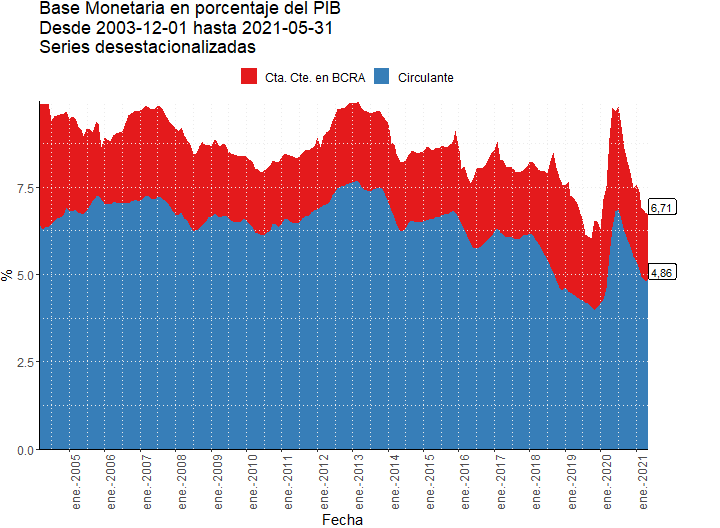 Base Monetaria en porcentaje del PIB
Desde 2003-12-01 hasta 2021-05-31
Series desestacionalizadas
Cta. Cte. en BCRA
Circulante
%
7.5
5.0
2.5
0.0
6,71
4,86
ene.-2005
ene.-2006
ene.-2007
ene.-2008
ene.-2009
ene.-2010
ene.-2011
ene.-2012
ene.-2013
ene.-2014
ene.-2015
ene.-2016
ene.-2017
ene.-2018
ene.-2019
ene.-2020
ene.-2021
Fecha